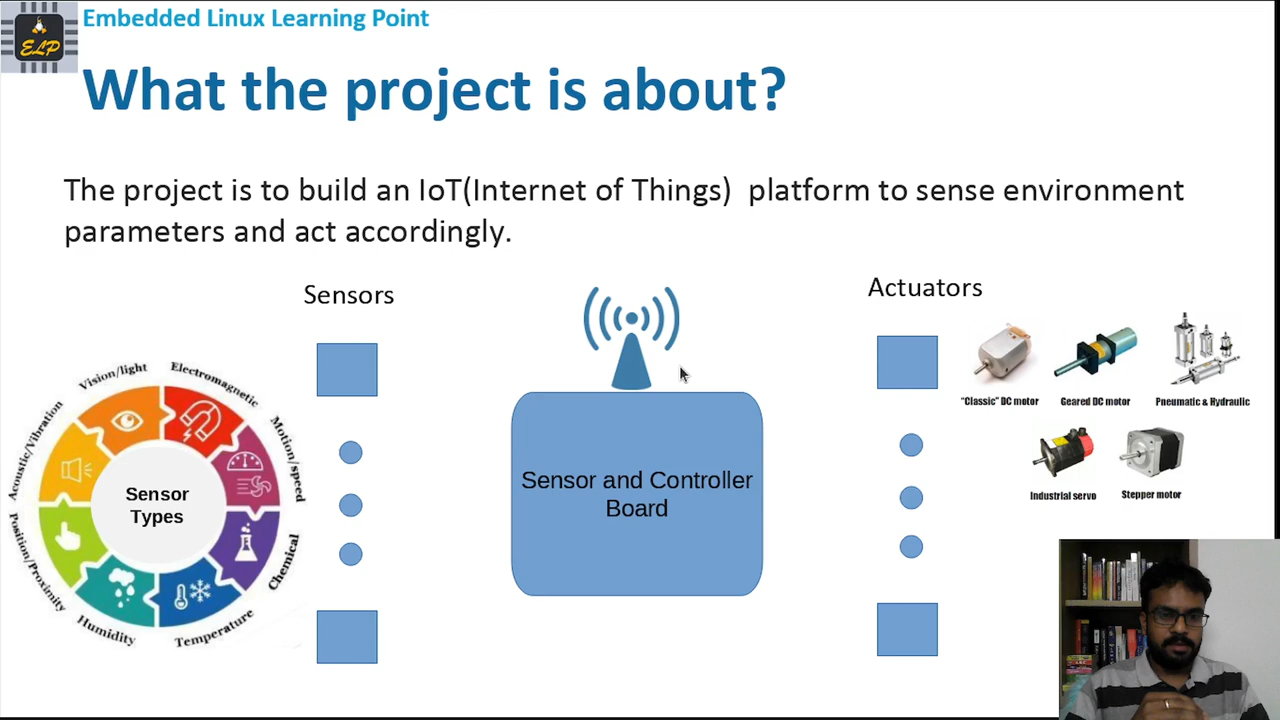 Embedded Linux Learning Point
ELP
What the project is about?
The project is to build an IoT(Internet of Things) platform to sense environment
parameters and act accordingly.
Sensors
Actuators
"Classic" DC motor
Geared DC motor
Pneumatic & Hydraulic
Industrial servo
Stepper motor
Sensor and Controller
Board
Sensor
Types
Vision/light
Electromagnetic
Motion/speed
Chemical
Temperature
Humidity
Position/Proximity
Acoustic/Vibration